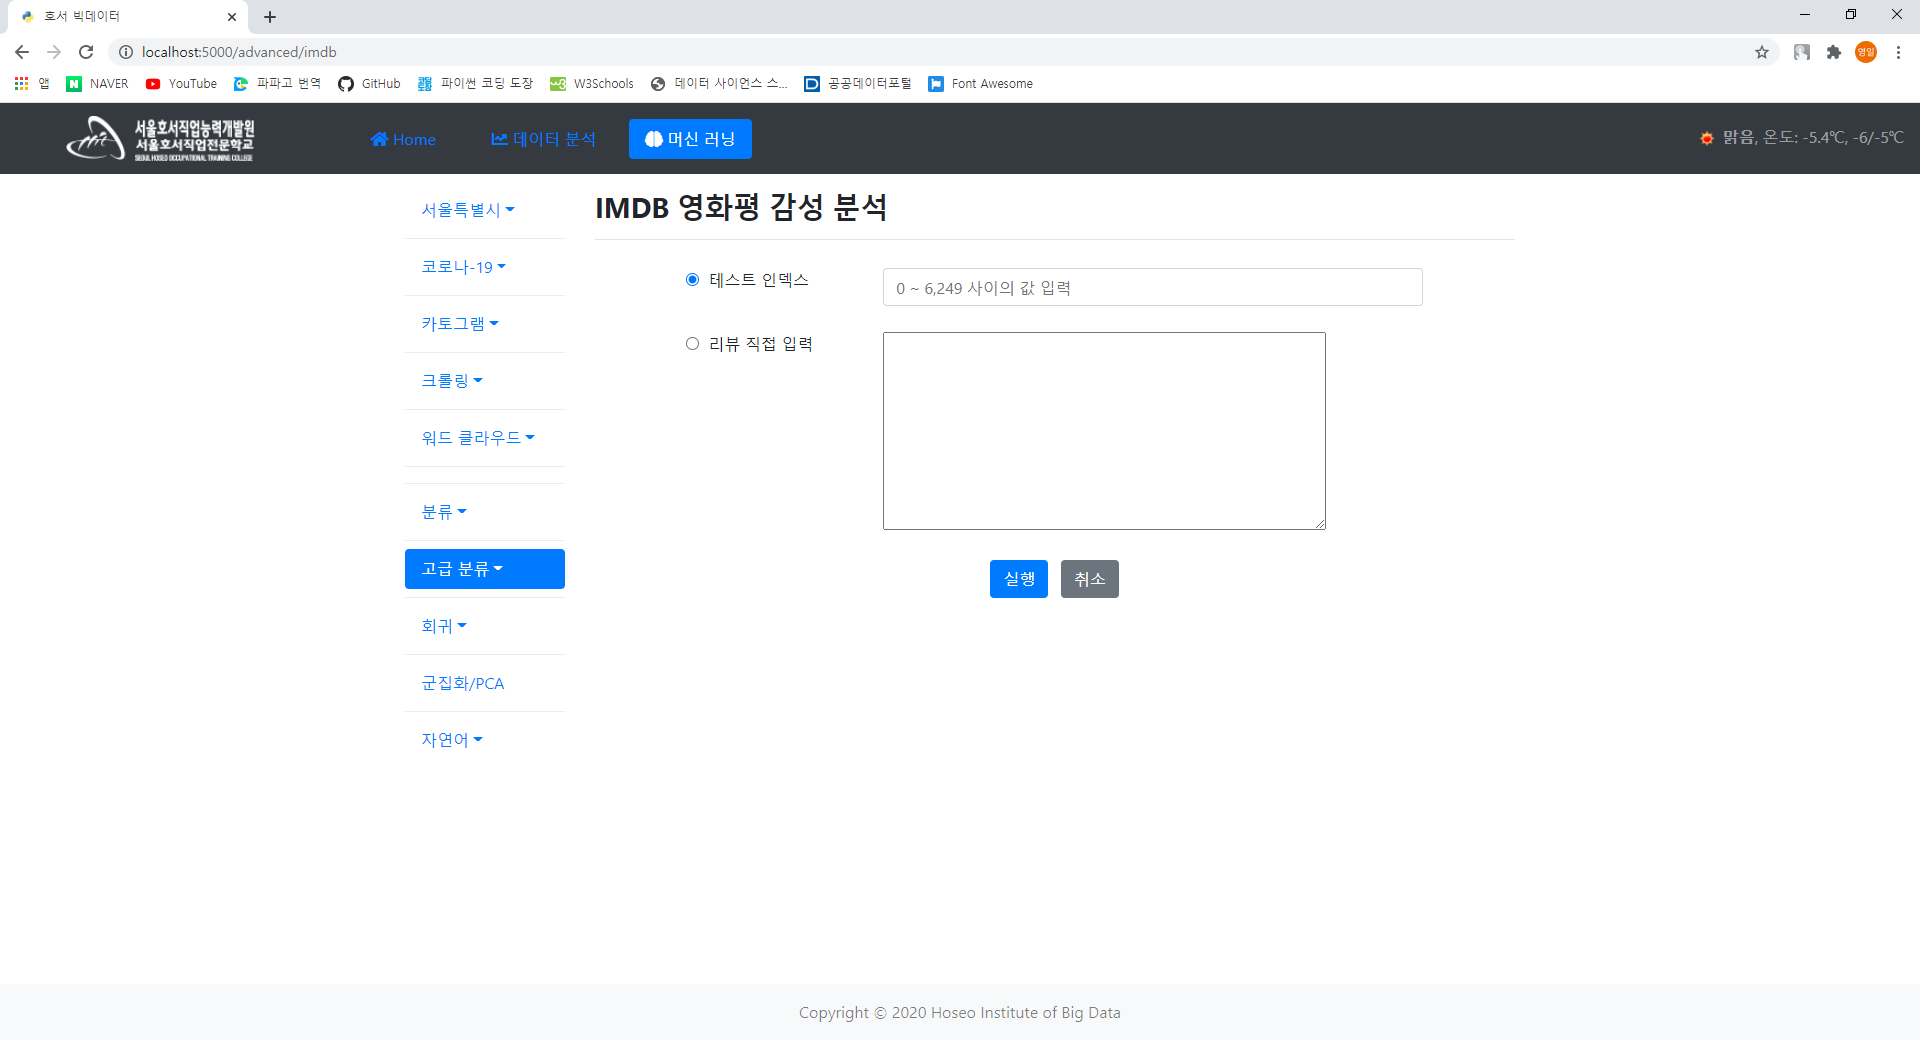 호서 빅데이터
localhost:5000/advanced/imdb
영일
앱 NAVER YouTube 파파고 번역 GitHub 파이썬 코딩 도장 W3Schools 데이터 사이언스 스... 공공데이터포털 Font Awesome
서울호서직업능력개발원
서울호서직업전문학교
SEOUL HOSEO OCCUPATIONAL TRAINING COLLEGE
Home 데이터 분석 머신 러닝
맑음, 온도: -5.4℃, -6/-5℃
서울특별시
코로나-19
카토그램
크롤링
워드 클라우드
분류
고급 분류
회귀
군집화/PCA
자연어
IMDB 영화평 감성 분석
테스트 인덱스
0 ~ 6,249 사이의 값 입력
리뷰 직접 입력
실행 취소
Copyright © 2020 Hoseo Institute of Big Data